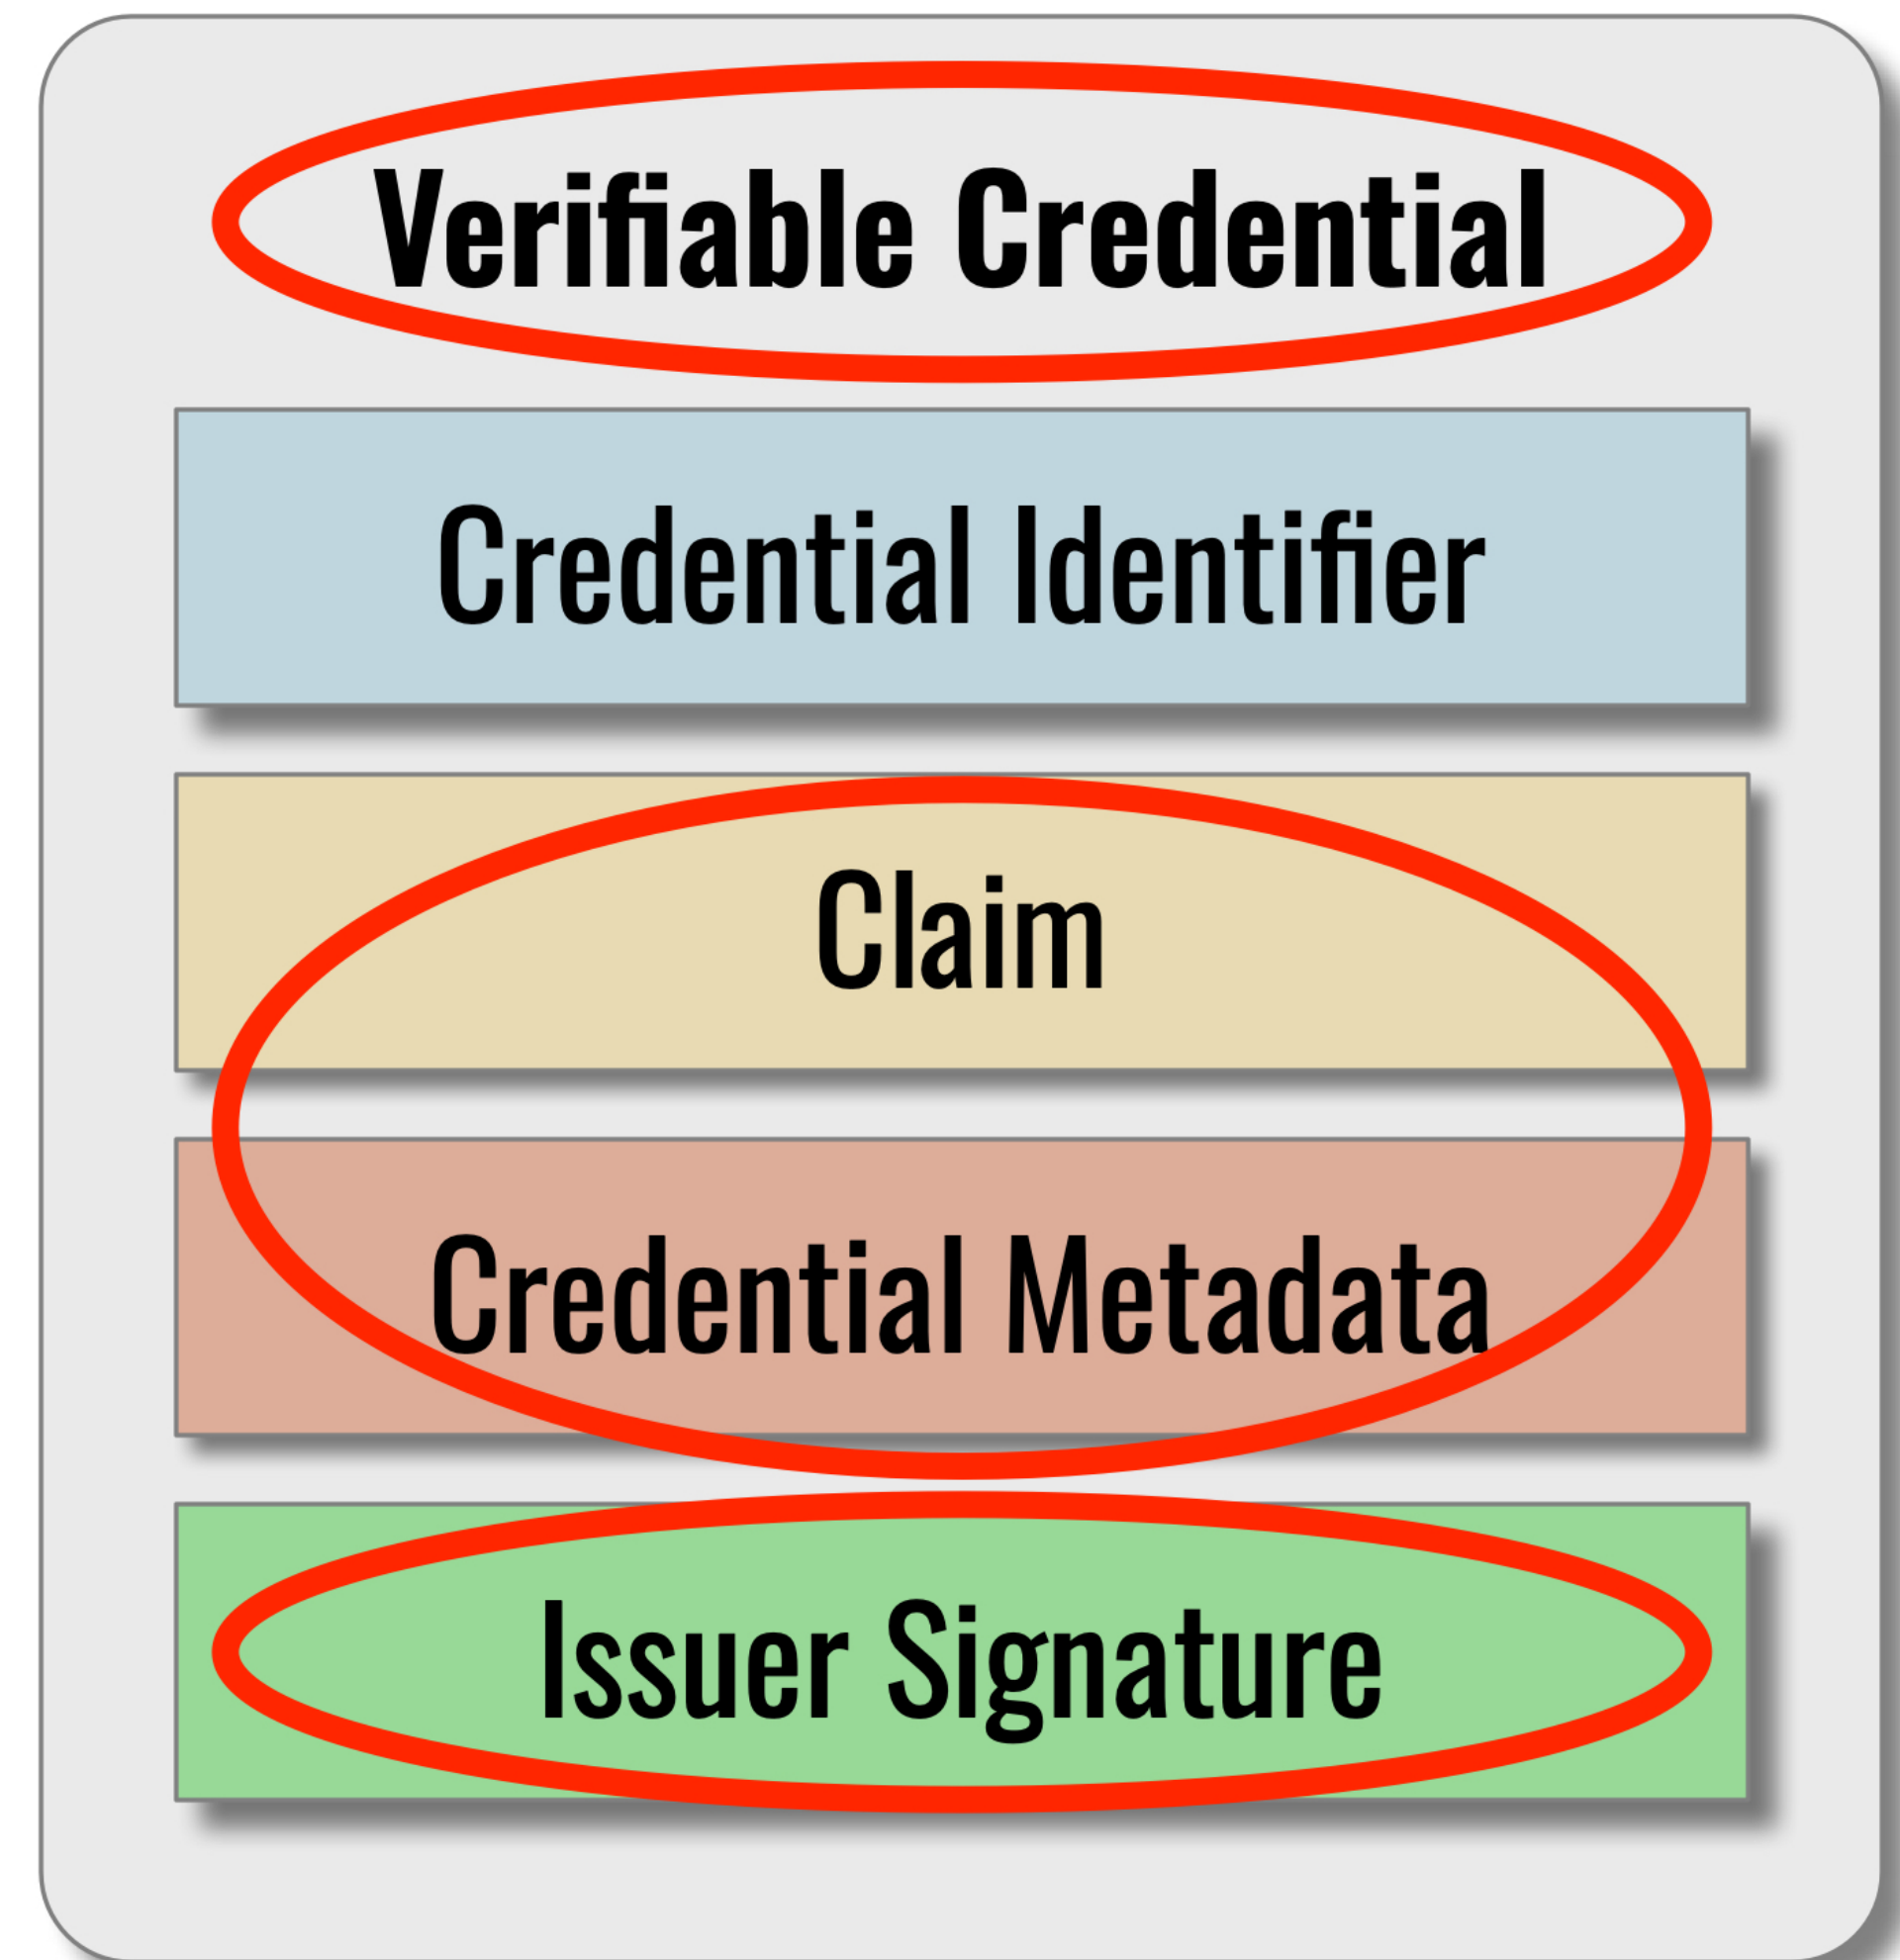 Verifiable Credential
Credential Identifier
Claim
Credential Metadata
Issuer Signature